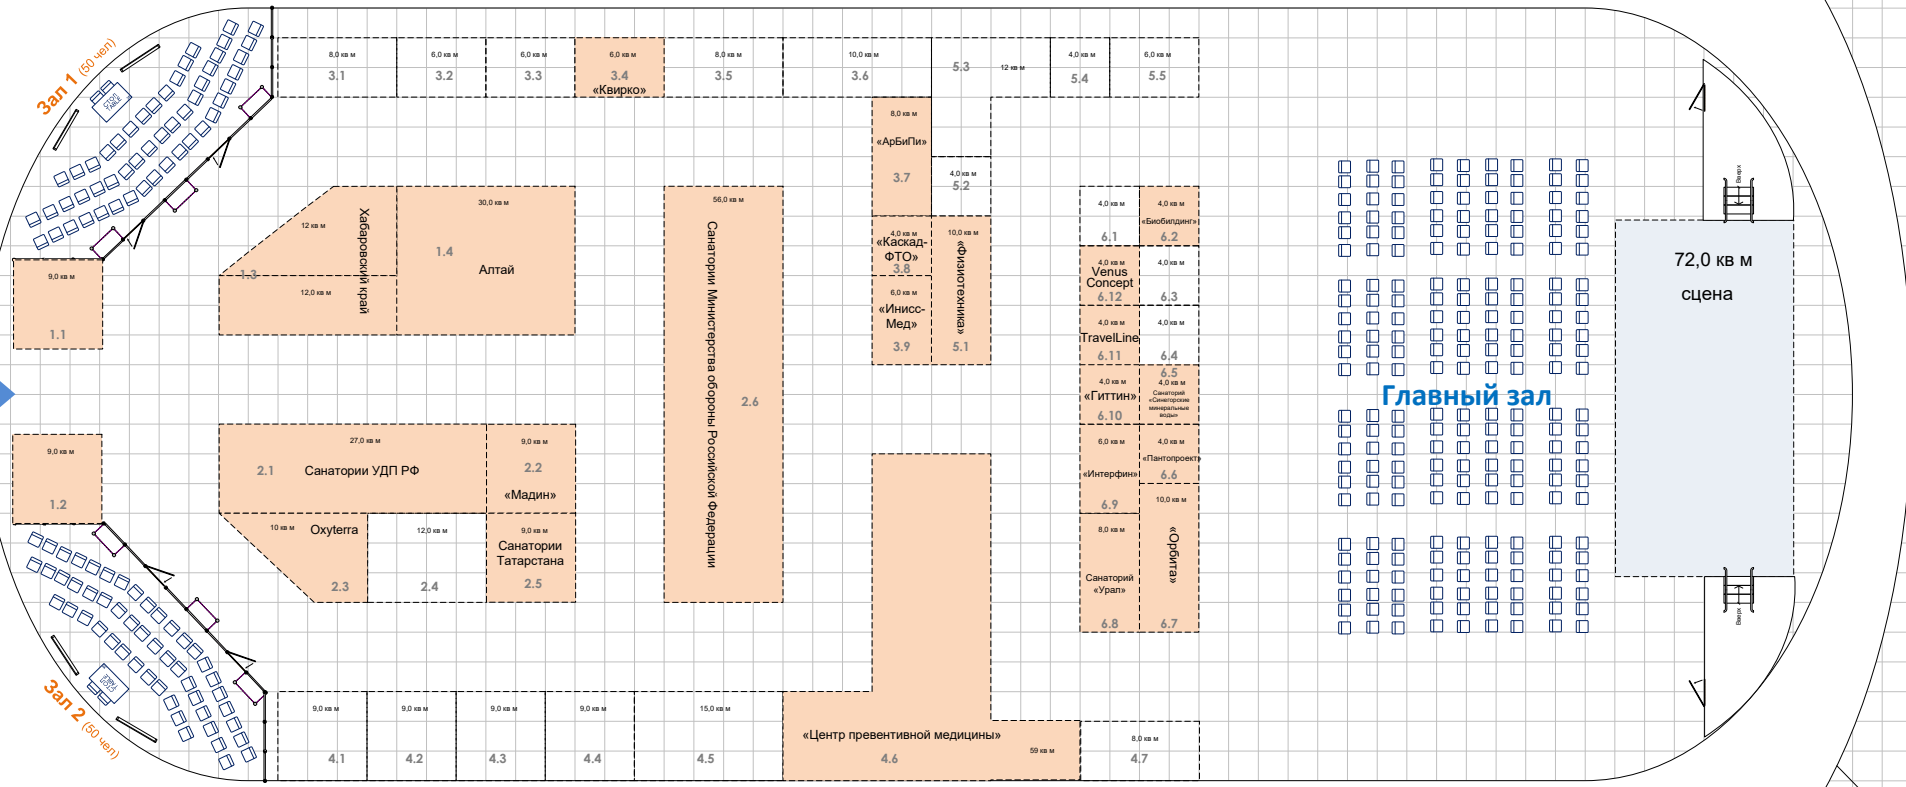 Зал 1 (50 чел)
СТОЛ
TABLE
8,0 кв м
3.1
6,0 кв м
3.2
6,0 кв м
3.3
6,0 кв м
3.4
«Квирко»
8,0 кв м
3.5
10,0 кв м
3.6
5.3
12 кв м
4,0 кв м
5.4
6,0 кв м
5.5
8,0 кв м
«АрБиПи»
3.7
4,0 кв м
5.2
4,0 кв м
«Каскад-
ФТО»
3.8
6,0 кв м
«Инисс-
Мед»
3.9
10,0 кв м
«Физиотехника»
5.1
9,0 кв м
1.1
12 кв м
1.3
12,0 кв м
Хабаровский край
30,0 кв м
1.4
Алтай
56,0 кв м
Санатории Министерства обороны Российской Федерации
2.6
4,0 кв м
6.1
4,0 кв м
«Биобилдинг»
6.2
4,0 кв м
Venus
Concept
6.12
4,0 кв м
6.3
4,0 кв м
TravelLine
6.11
4,0 кв м
6.4
4,0 кв м
«Гиттин»
6.10
6.5
4,0 кв м
Санаторий
«Синегорские
минеральные
воды»
6,0 кв м
«Интерфин»
6.9
4,0 кв м
«Пантопроект»
6.6
8,0 кв м
Санаторий
«Урал»
6.8
10,0 кв м
«Орбита»
6.7
Вверх
72,0 кв м
сцена
Главный зал
Вверх
9,0 кв м
1.2
27,0 кв м
2.1
Санатории УДП РФ
9,0 кв м
2.2
«Мадин»
10 кв м
Oxyterra
2.3
12,0 кв м
2.4
9,0 кв м
Санатории
Татарстана
2.5
Зал 2 (50 чел)
СТОЛ
TABLE
9,0 кв м
4.1
9,0 кв м
4.2
9,0 кв м
4.3
9,0 кв м
4.4
15,0 кв м
4.5
«Центр превентивной медицины»
59 кв м
4.6
8,0 кв м
4.7